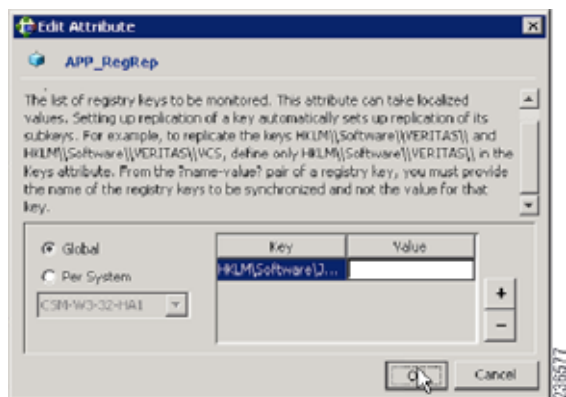 Edit Attribute
APP_RegRep
The list of registry keys to be monitored. This attribute can take localized
values. Setting up replication of a key automatically sets up replication of its
subkeys. For example, to replicate the keys HKLM\\Software\\VERITAS\\ and
HKLM\\Software\\VERITAS\\VCS, define only HKLM\\Software\\VERITAS\\ in the
Keys attribute. From the ?name-value? pair of a registry key, you must provide
the name of the registry keys to be synchronized and not the value for that
key.
Global
Per System
CSM-W3-32-HA1
Key Value
HKLM\Software\J...
+
-
Cancel
236577